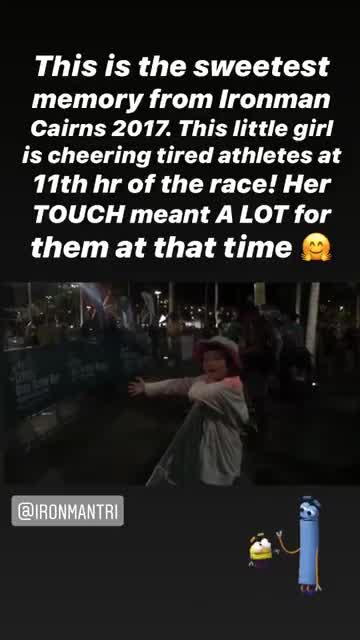 This is the sweetest
memory from Ironman
Cairns 2017. This little girl
is cheering tired athletes at
11th hr of the race! Her
TOUCH meant A LOT for
them at that time 🤗
@IRONMANTRI